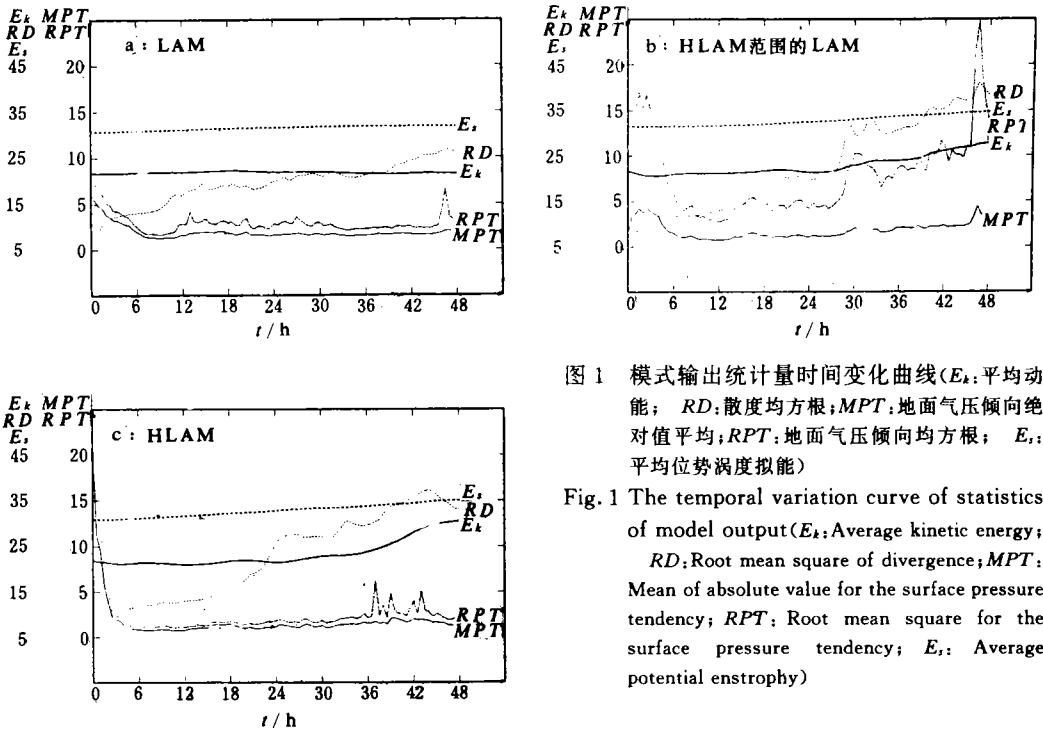 Ek MPT
RD RPT
Es
a: LAM
45 20
35 15
25 10
15 5
5 0
Es
RD
Ek
RPT
MPT
0 6 12 18 24 30 36 42 48
t / h
Ek MPT
RD RPT
Es
b: HLAM范围的LAM
45 20
35 15
25 10
15 5
5 0
RD
Es
RPT
Ek
MPT
0 6 12 18 24 30 36 42 48
t / h
Ek MPT
RD RPT
Es
c: HLAM
45 20
35 15
25 10
15 5
5 0
Es
RD
Ek
RPT
MPT
0 6 12 18 24 30 36 42 48
t / h
图 1 模式输出统计量时间变化曲线(Ek:平均动
能; RD:散度均方根;MPT:地面气压倾向绝
对值平均;RPT:地面气压倾向均方根; Es:
平均位势涡度拟能)
Fig. 1 The temporal variation curve of statistics
of model output(Ek:Average kinetic energy;
RD:Root mean square of divergence;MPT:
Mean of absolute value for the surface pressure
tendency; RPT: Root mean square for the
surface pressure tendency; Es: Average
potential enstrophy)